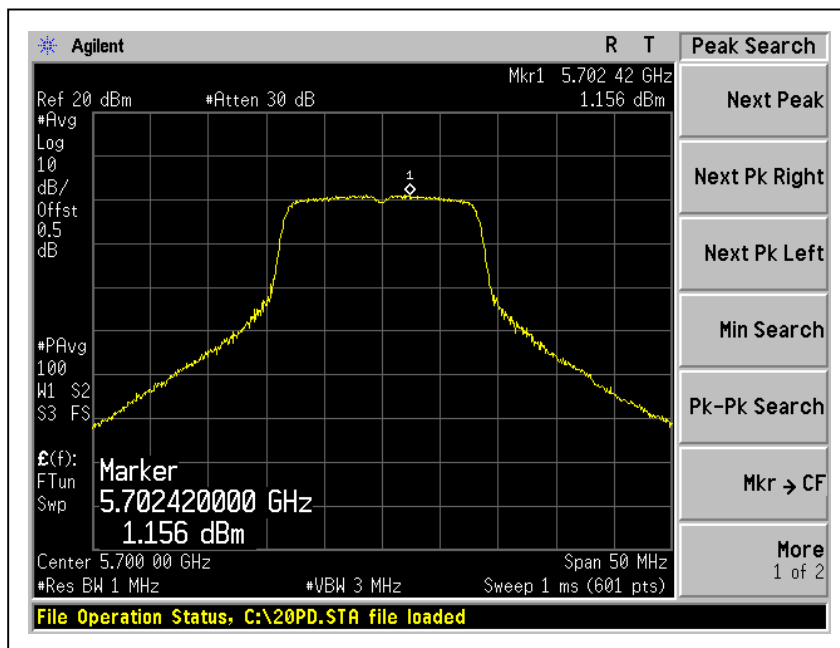 Agilent
R T
Peak Search
Mkr1 5.702 42 GHz
Ref 20 dBm #Atten 30 dB 1.156 dBm
#Avg
Log
10
dB/
Offst
0.5
dB
1
#PAvg
100
W1 S2
S3 FS
£(f):
FTun
Swp
Marker
5.702420000 GHz
1.156 dBm
Center 5.700 00 GHz Span 50 MHz
#Res BW 1 MHz #VBW 3 MHz Sweep 1 ms (601 pts)
File Operation Status, C:\20PD.STA file loaded
Next Peak
Next Pk Right
Next Pk Left
Min Search
Pk-Pk Search
Mkr → CF
More
1 of 2